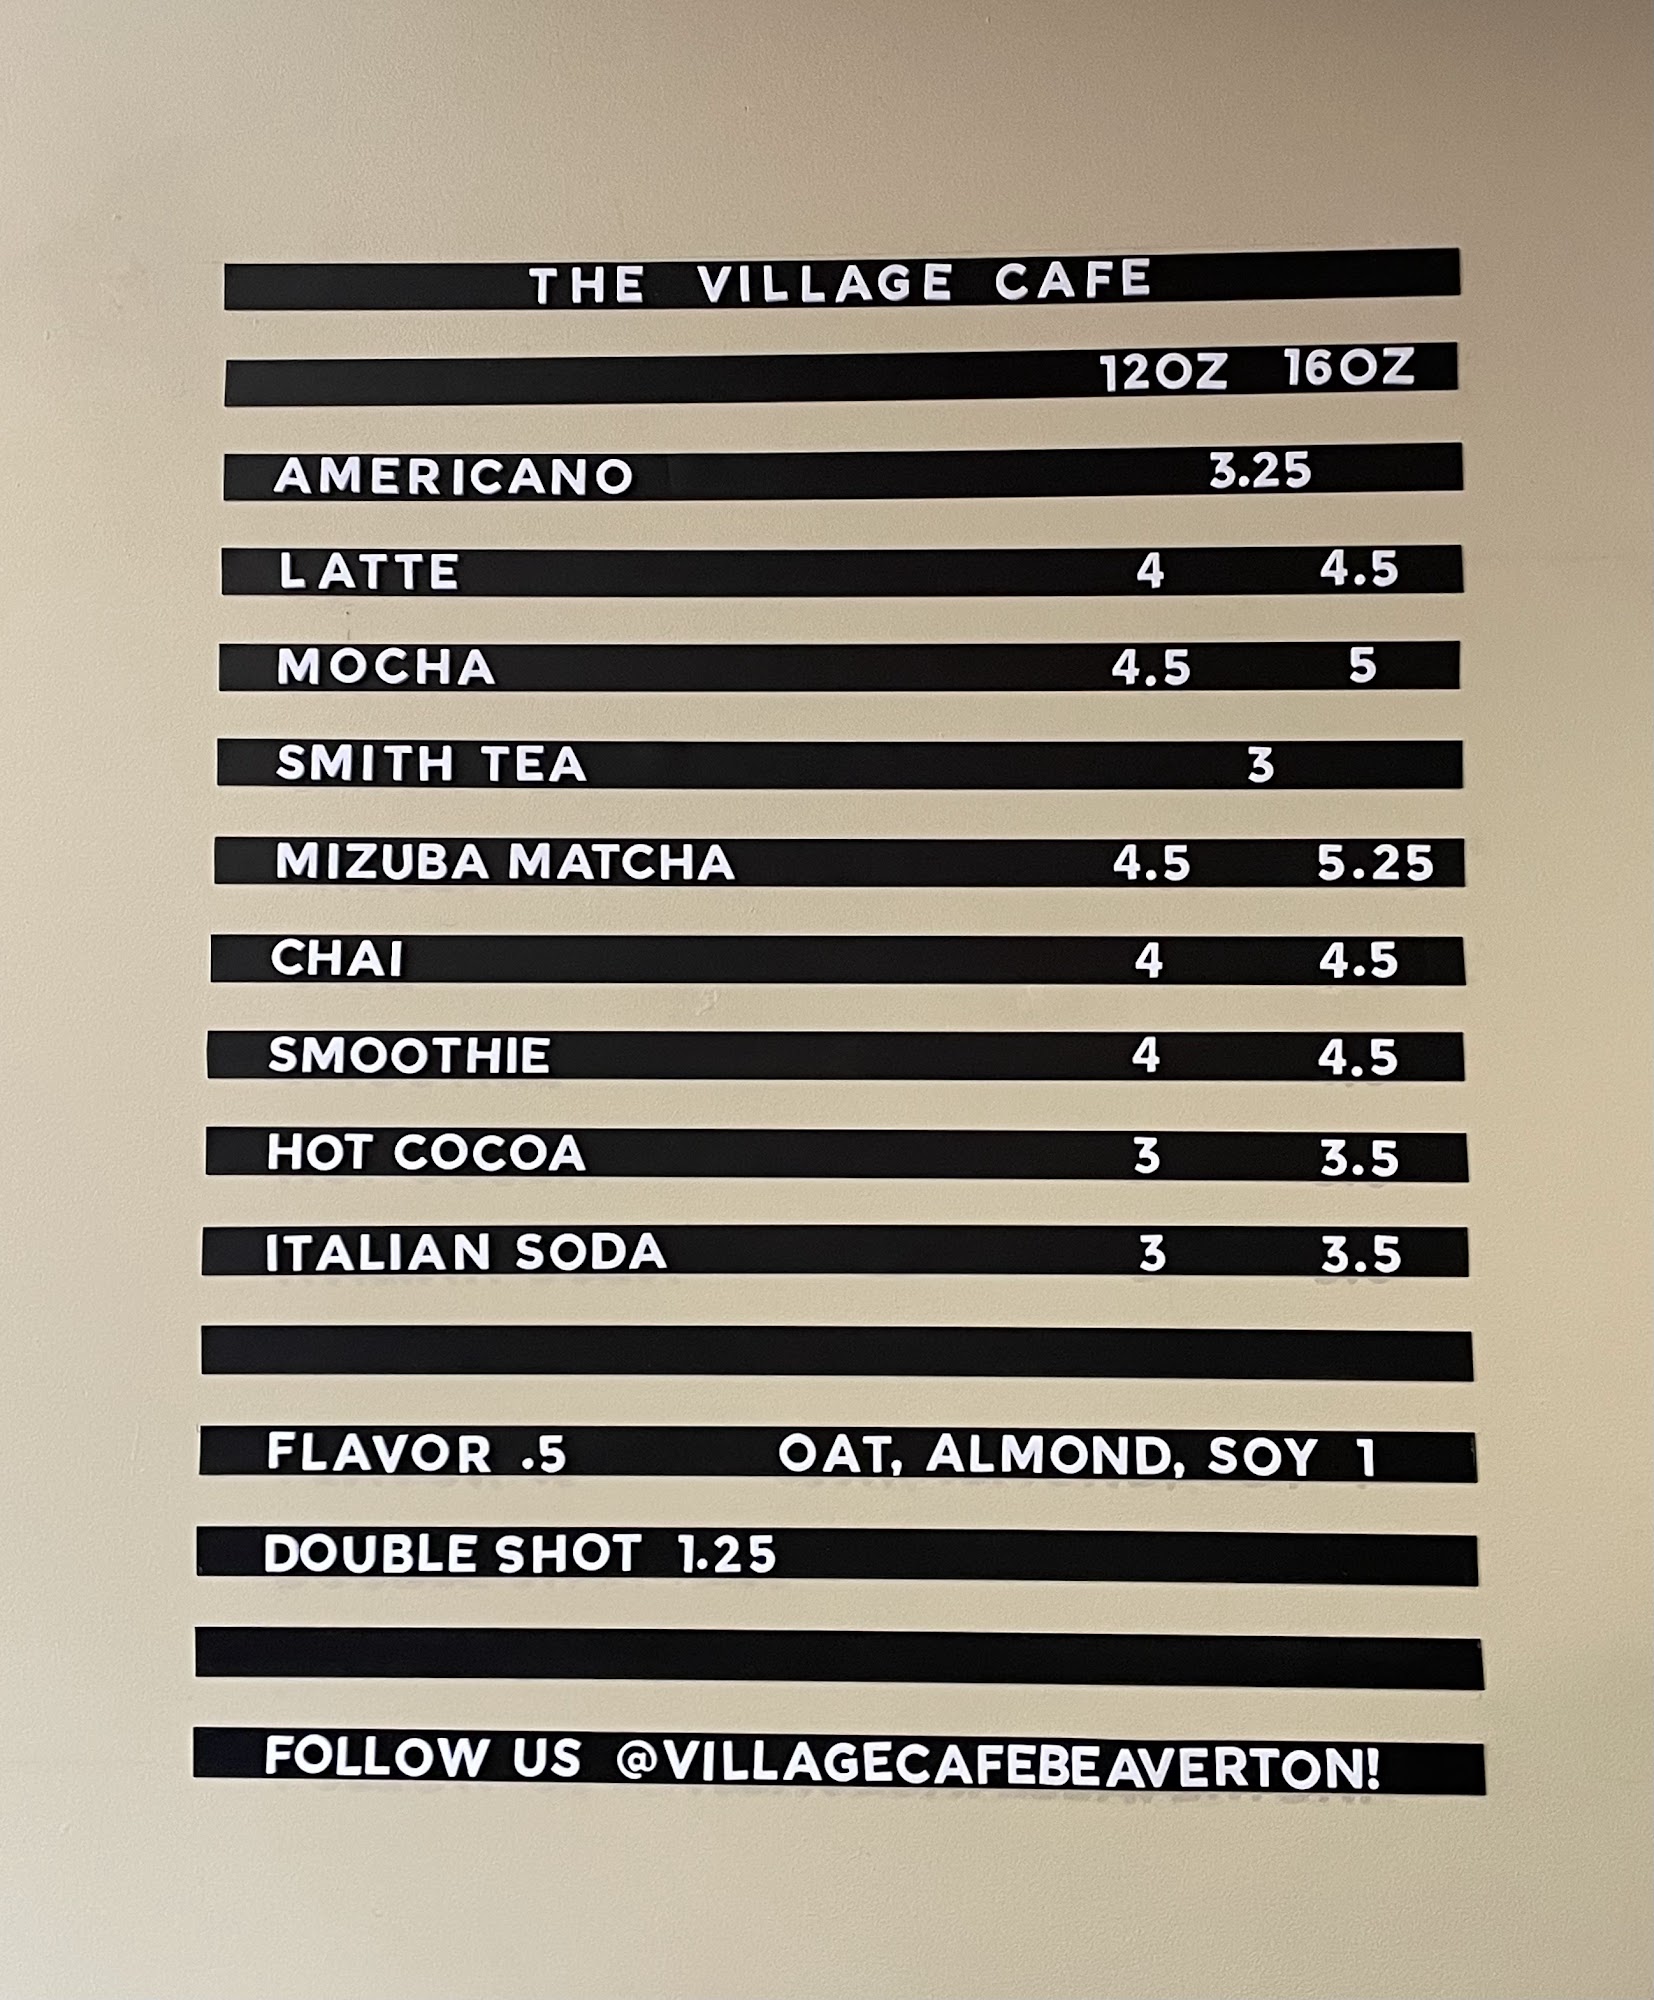 THE VILLAGE CAFE
12OZ 16OZ
AMERICANO 3.25
LATTE 4 4.5
MOCHA 4.5 5
SMITH TEA 3
MIZUBA MATCHA 4.5 5.25
CHAI 4 4.5
SMOOTHIE 4 4.5
HOT COCOA 3 3.5
ITALIAN SODA 3 3.5
FLAVOR .5 OAT, ALMOND, SOY 1
DOUBLE SHOT 1.25
FOLLOW US @VILLAGECAFEBEAVERTON!